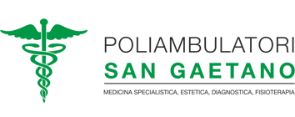 POLIAMBULATORI
SAN GAETANO
MEDICINA SPECIALISTICA, ESTETICA, DIAGNOSTICA, FISIOTERAPIA